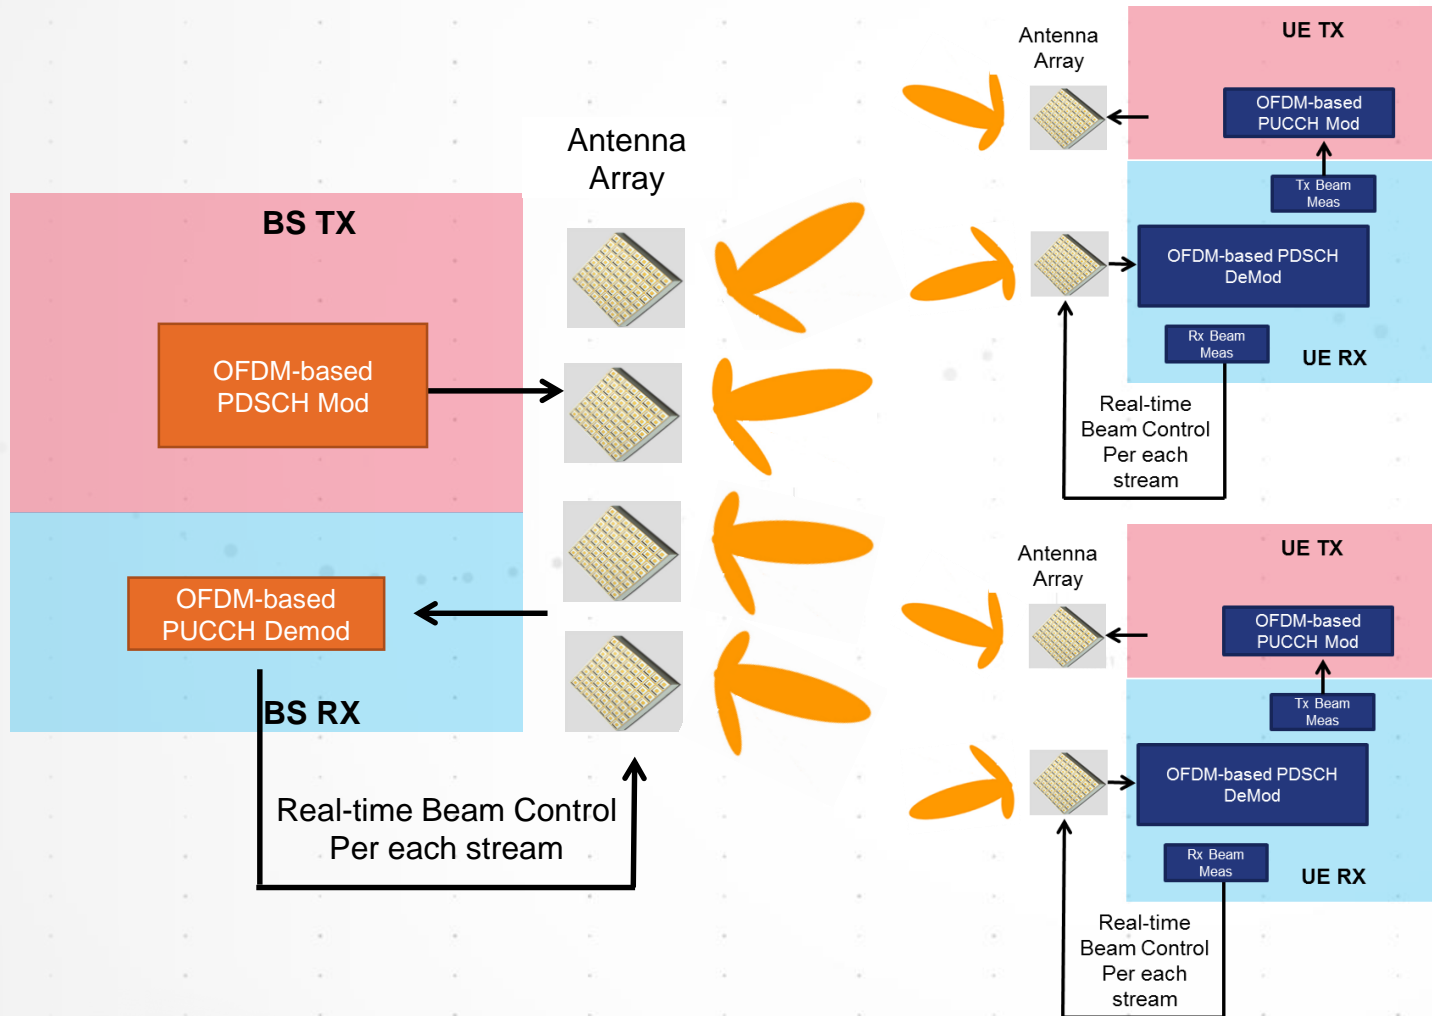 Antenna
Array
BS TX
OFDM-based
PDSCH Mod
OFDM-based
PUCCH Demod
BS RX
Real-time Beam Control
Per each stream
Antenna
Array
UE TX
OFDM-based
PUCCH Mod
Tx Beam
Meas
OFDM-based PDSCH
DeMod
Rx Beam
Meas
UE RX
Real-time
Beam Control
Per each
stream
Antenna
Array
UE TX
OFDM-based
PUCCH Mod
Tx Beam
Meas
OFDM-based PDSCH
DeMod
Rx Beam
Meas
UE RX
Real-time
Beam Control
Per each
stream